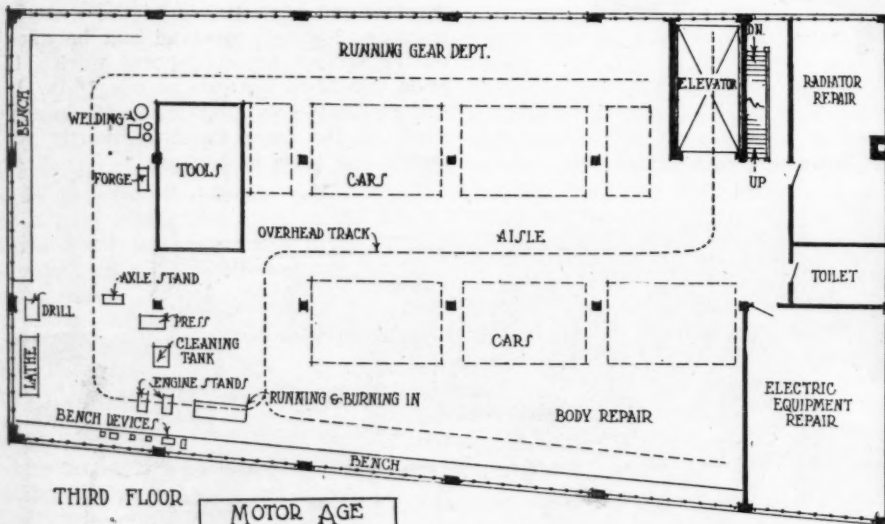 RUNNING GEAR DEPT.
DN.
ELEVATOR
RADIATOR
REPAIR
BENCH
WELDING
TOOLS
CARS
FORGE
UP
OVERHEAD TRACK
AISLE
AXLE STAND
TOILET
DRILL
PRESS
CARS
CLEANING
TANK
LATHE
ENGINE STANDS
RUNNING & BURNING IN
ELECTRIC
EQUIPMENT
REPAIR
BODY REPAIR
BENCH DEVICES
BENCH
THIRD FLOOR
MOTOR AGE